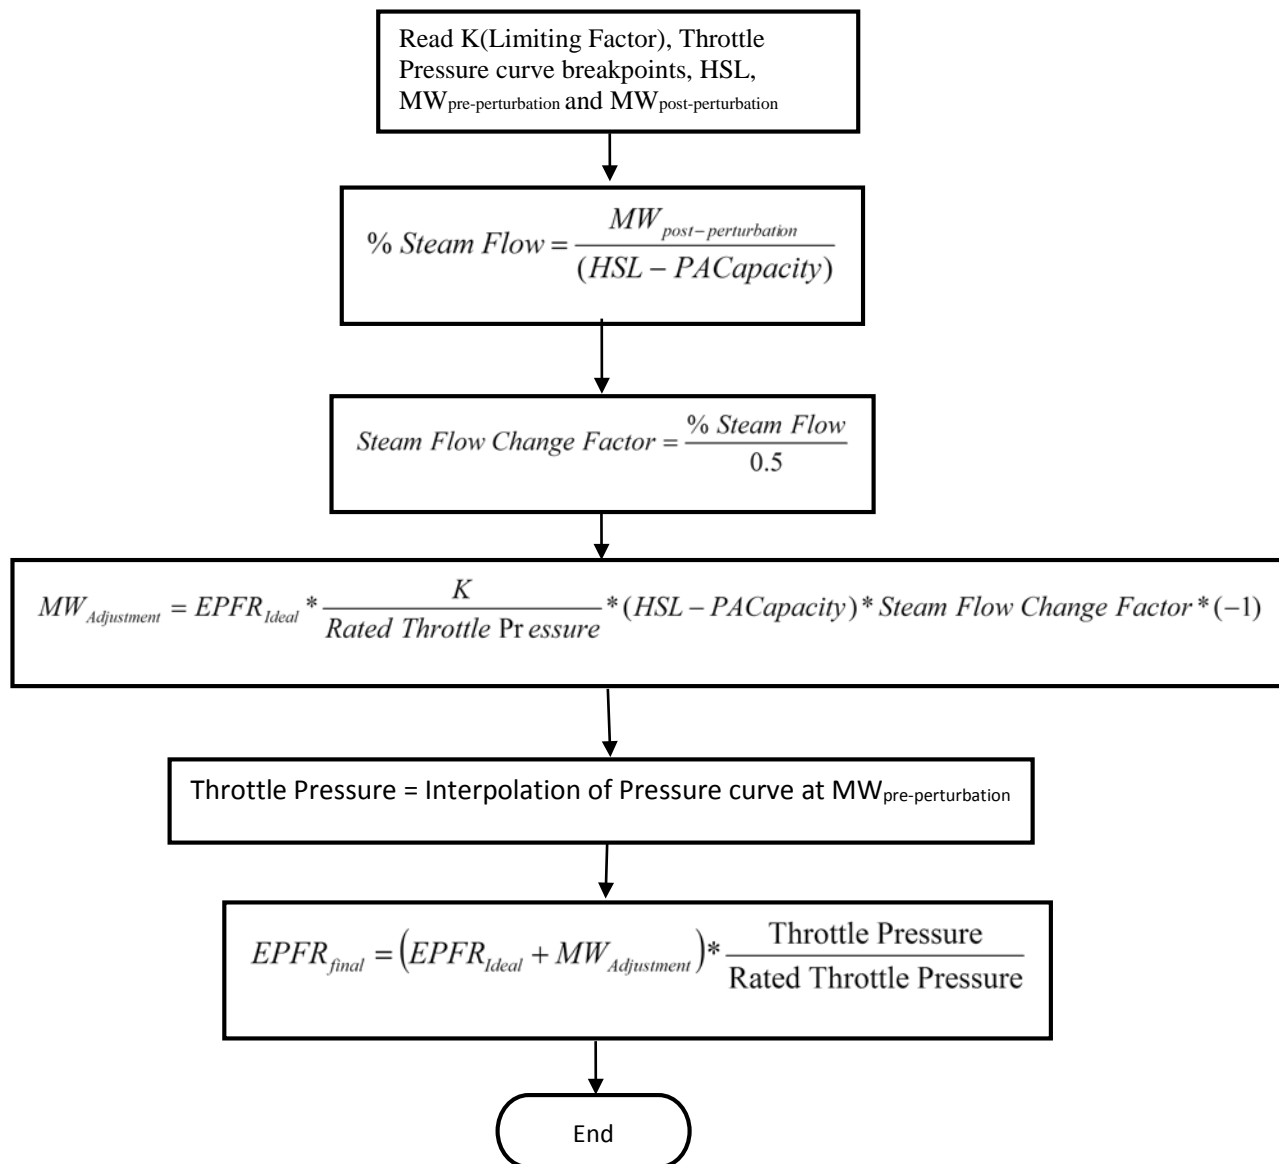 Read K(Limiting Factor), Throttle
Pressure curve breakpoints, HSL,
MWpre-perturbation and MWpost-perturbation
% Steam Flow = MWpost-perturbation / (HSL - PACapacity)
Steam Flow Change Factor = % Steam Flow / 0.5
MWAdjustment = EPFRIdeal * K / Rated Throttle Pr essure * (HSL - PACapacity) * Steam Flow Change Factor * (-1)
Throttle Pressure = Interpolation of Pressure curve at MWpre-perturbation
EPFRfinal = (EPFRIdeal + MWAdjustment) * Throttle Pressure / Rated Throttle Pressure
End